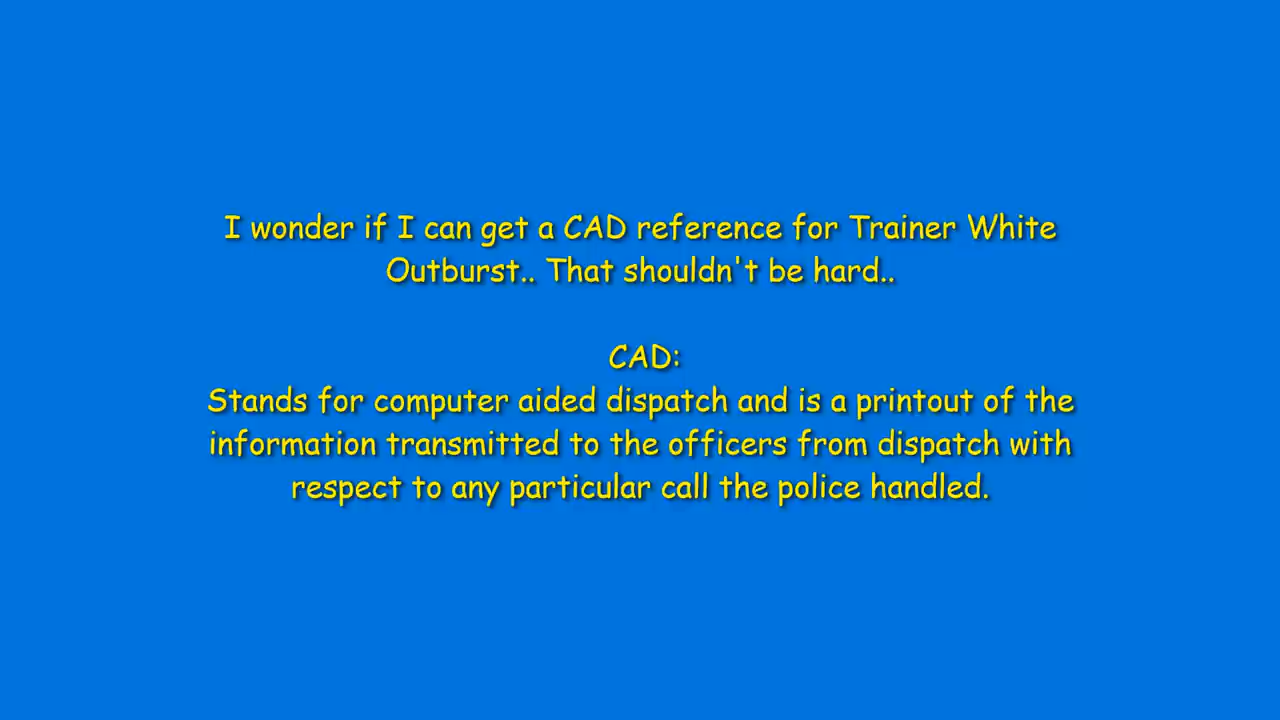 I wonder if I can get a CAD reference for Trainer White
Outburst.. That shouldn't be hard..
CAD:
Stands for computer aided dispatch and is a printout of the
information transmitted to the officers from dispatch with
respect to any particular call the police handled.